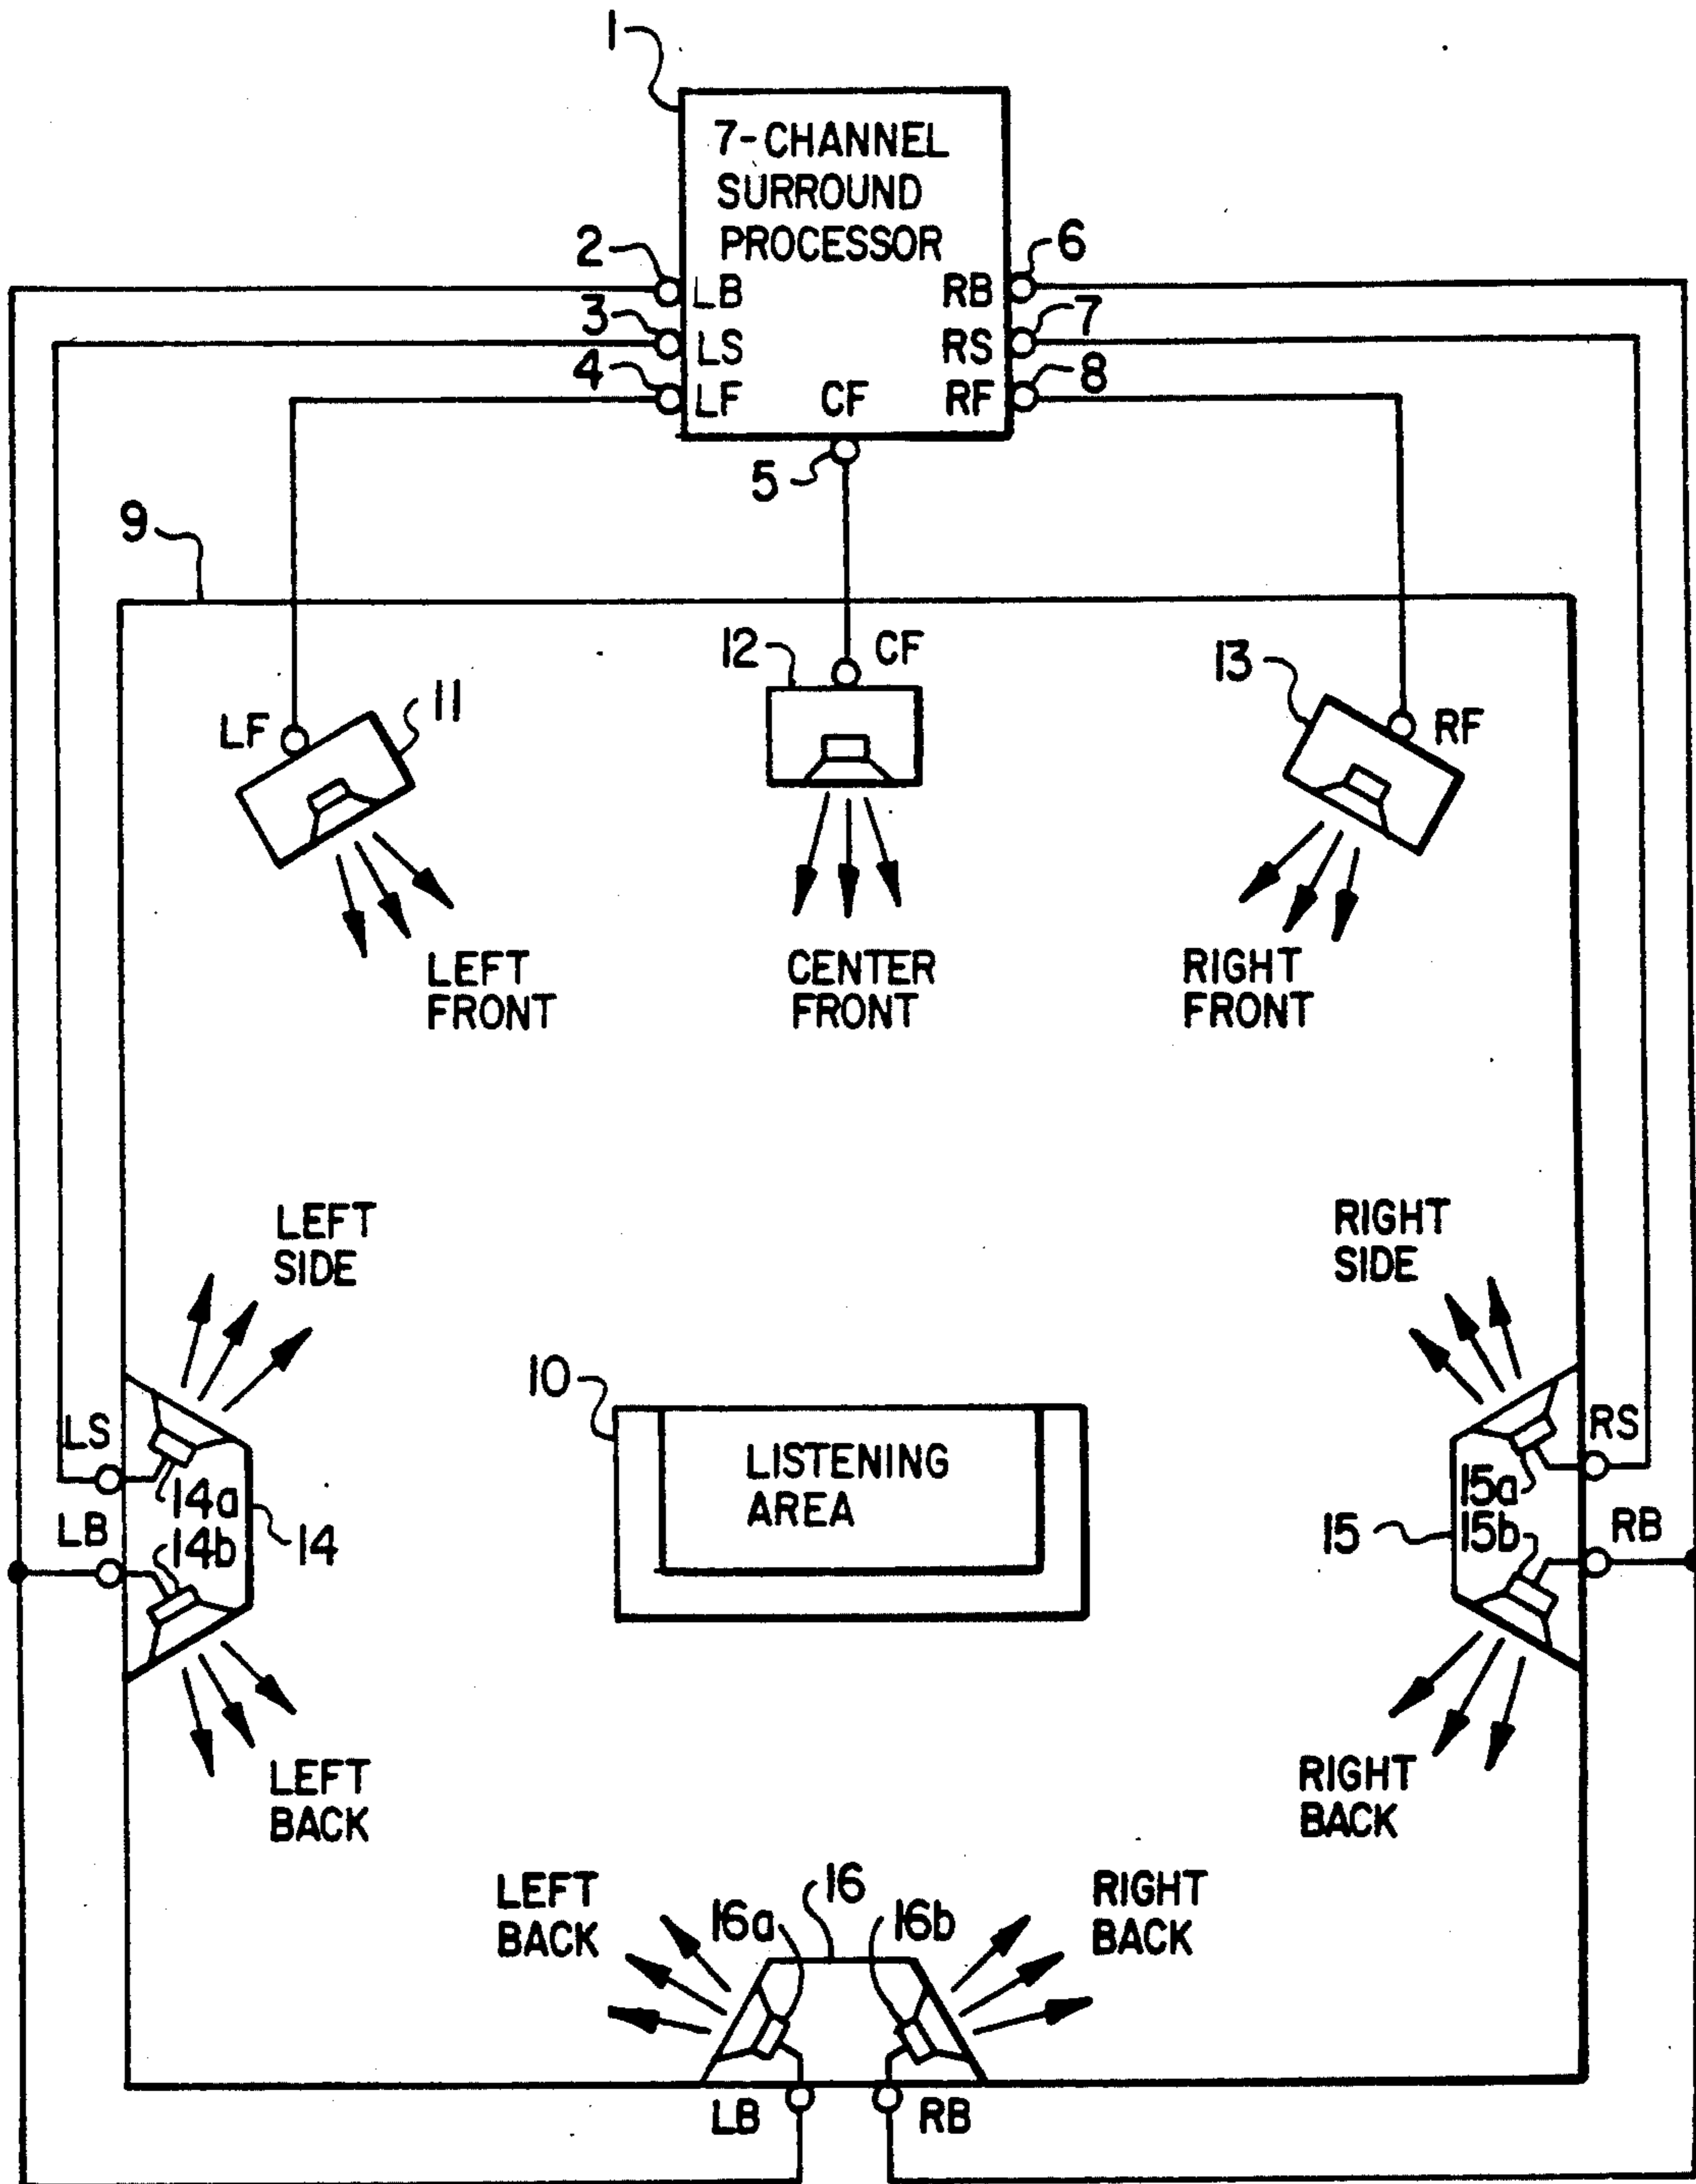 1
7-CHANNEL
SURROUND
PROCESSOR
2
6
LB
RB
3
7
LS
RS
4
8
LF
CF
RF
5
9
12
CF
13
11
LF
RF
LEFT
FRONT
CENTER
FRONT
RIGHT
FRONT
LEFT
SIDE
RIGHT
SIDE
10
LS
RS
LISTENING
AREA
14a
15a
LB
14b
14
15
15b
RB
LEFT
BACK
RIGHT
BACK
LEFT
BACK
16
16a
16b
RIGHT
BACK
LB
RB